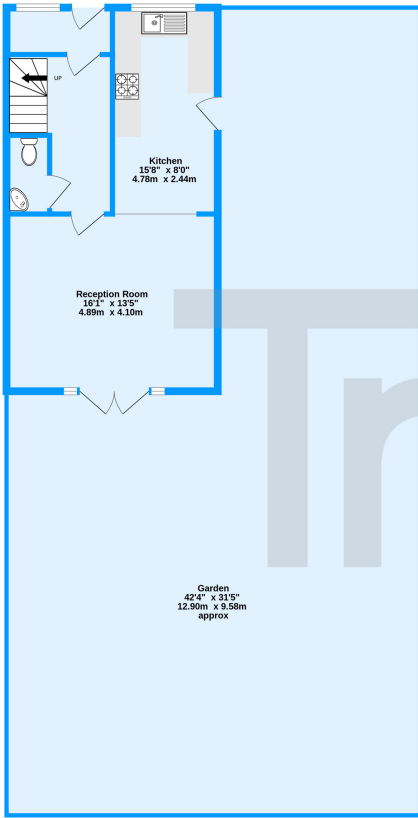 UP
Kitchen
15'8" x 8'0"
4.78m x 2.44m
Reception Room
16'1" x 13'5"
4.89m x 4.10m
Tr
Garden
42'4" x 31'5"
12.90m x 9.58m
approx